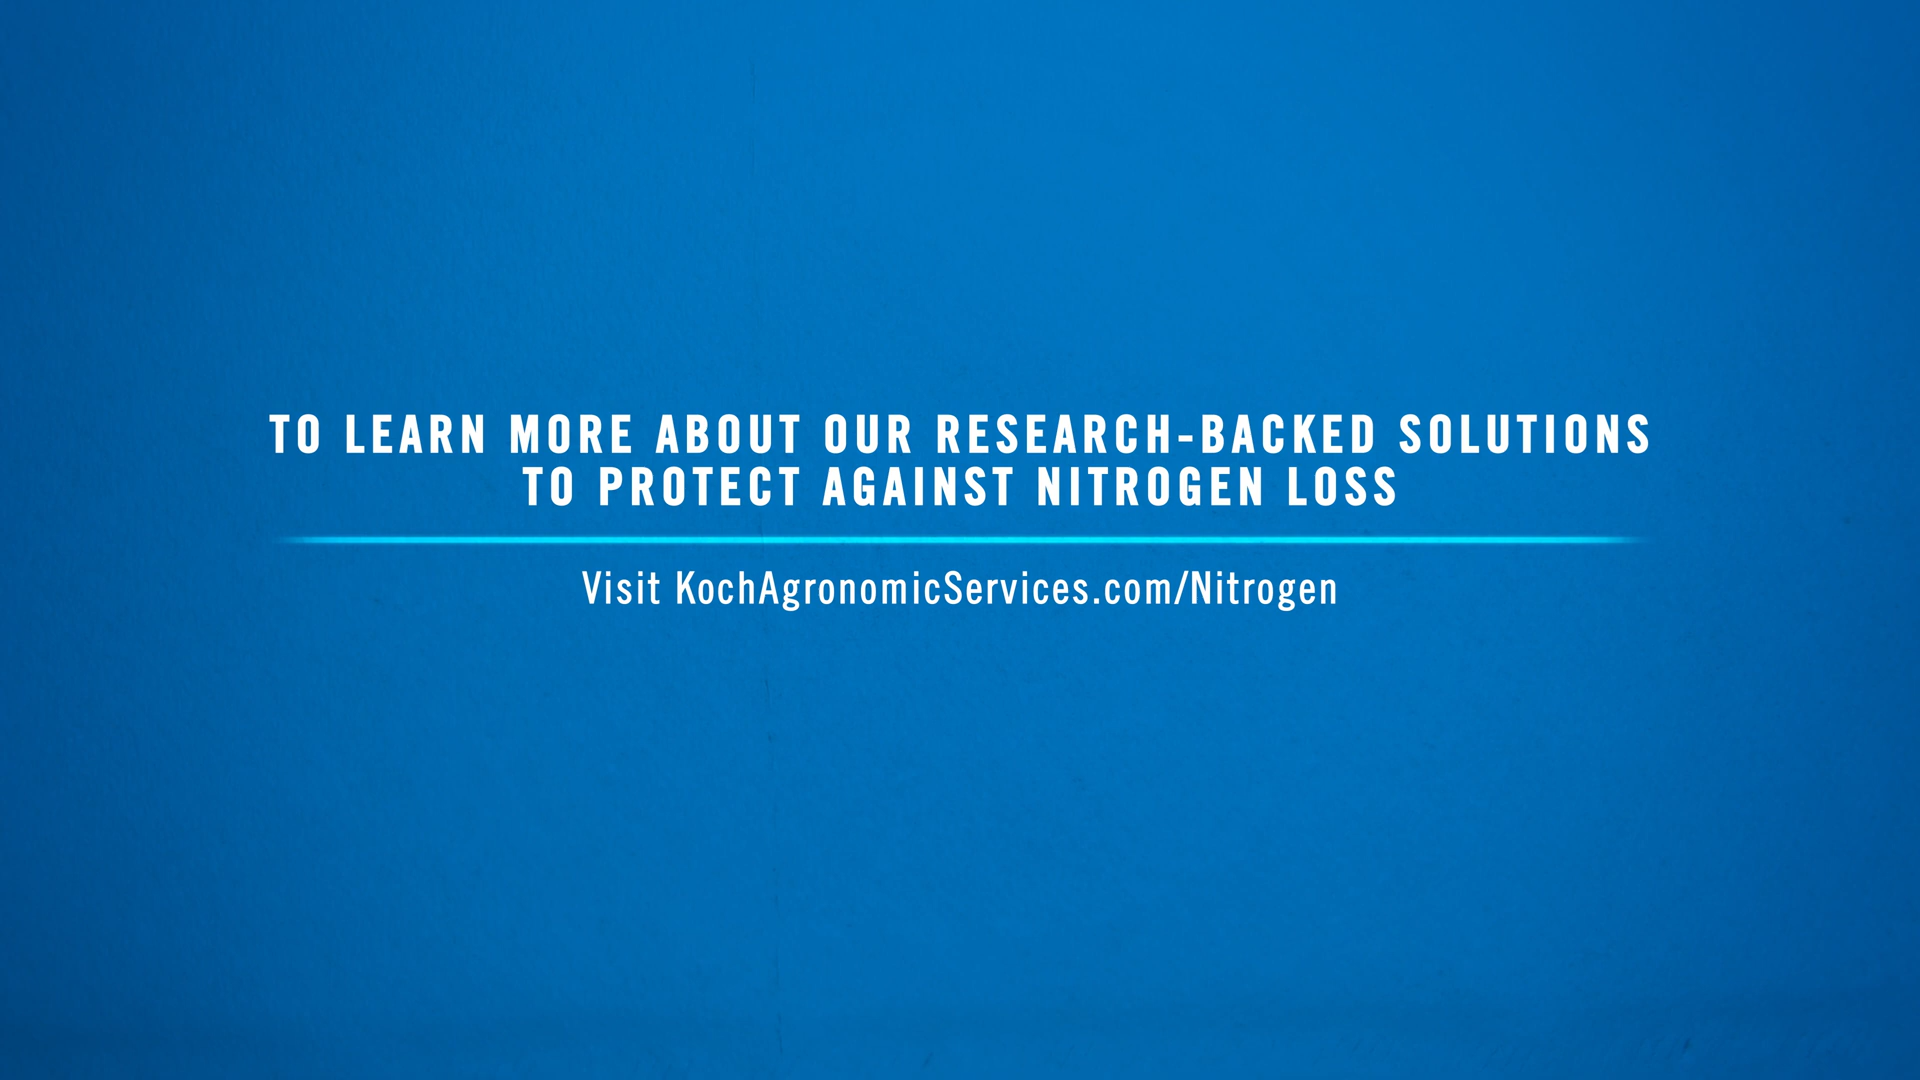 TO LEARN MORE ABOUT OUR RESEARCH-BACKED SOLUTIONS
TO PROTECT AGAINST NITROGEN LOSS
Visit KochAgronomicServices.com/Nitrogen